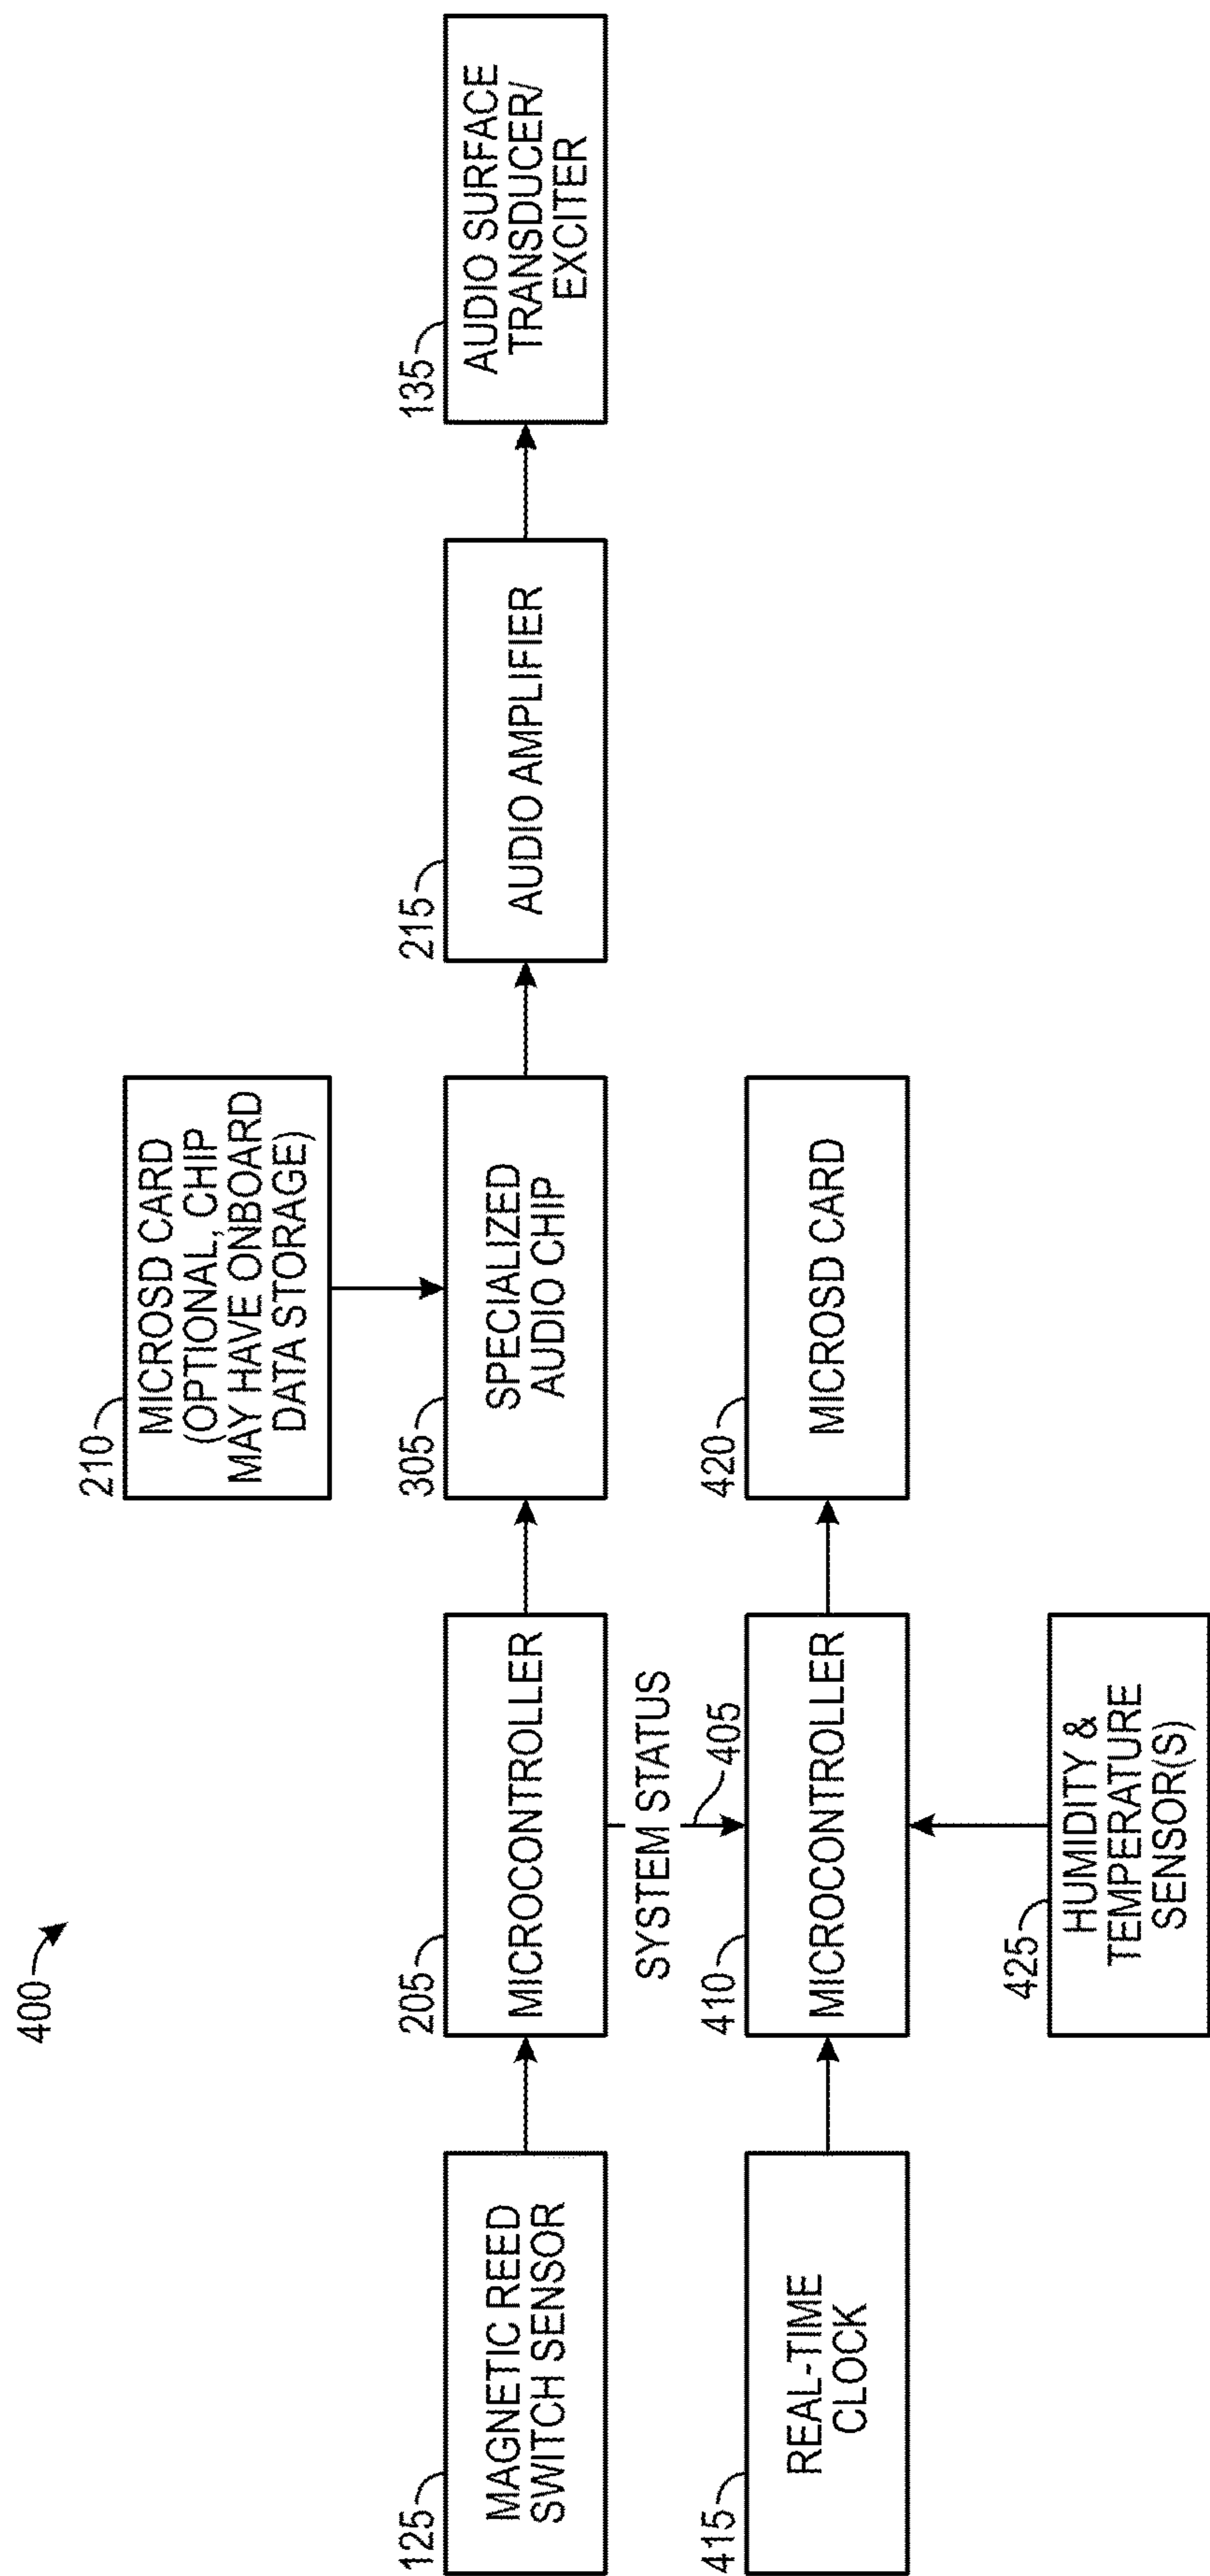 400
210
MICROSD CARD
(OPTIONAL, CHIP
MAY HAVE ONBOARD
DATA STORAGE)
125
MAGNETIC REED
SWITCH SENSOR
205
MICROCONTROLLER
305
SPECIALIZED
AUDIO CHIP
215
AUDIO AMPLIFIER
135
AUDIO SURFACE
TRANSDUCER/
EXCITER
SYSTEM STATUS
405
415
REAL-TIME
CLOCK
410
MICROCONTROLLER
420
MICROSD CARD
425
HUMIDITY &
TEMPERATURE
SENSOR(S)